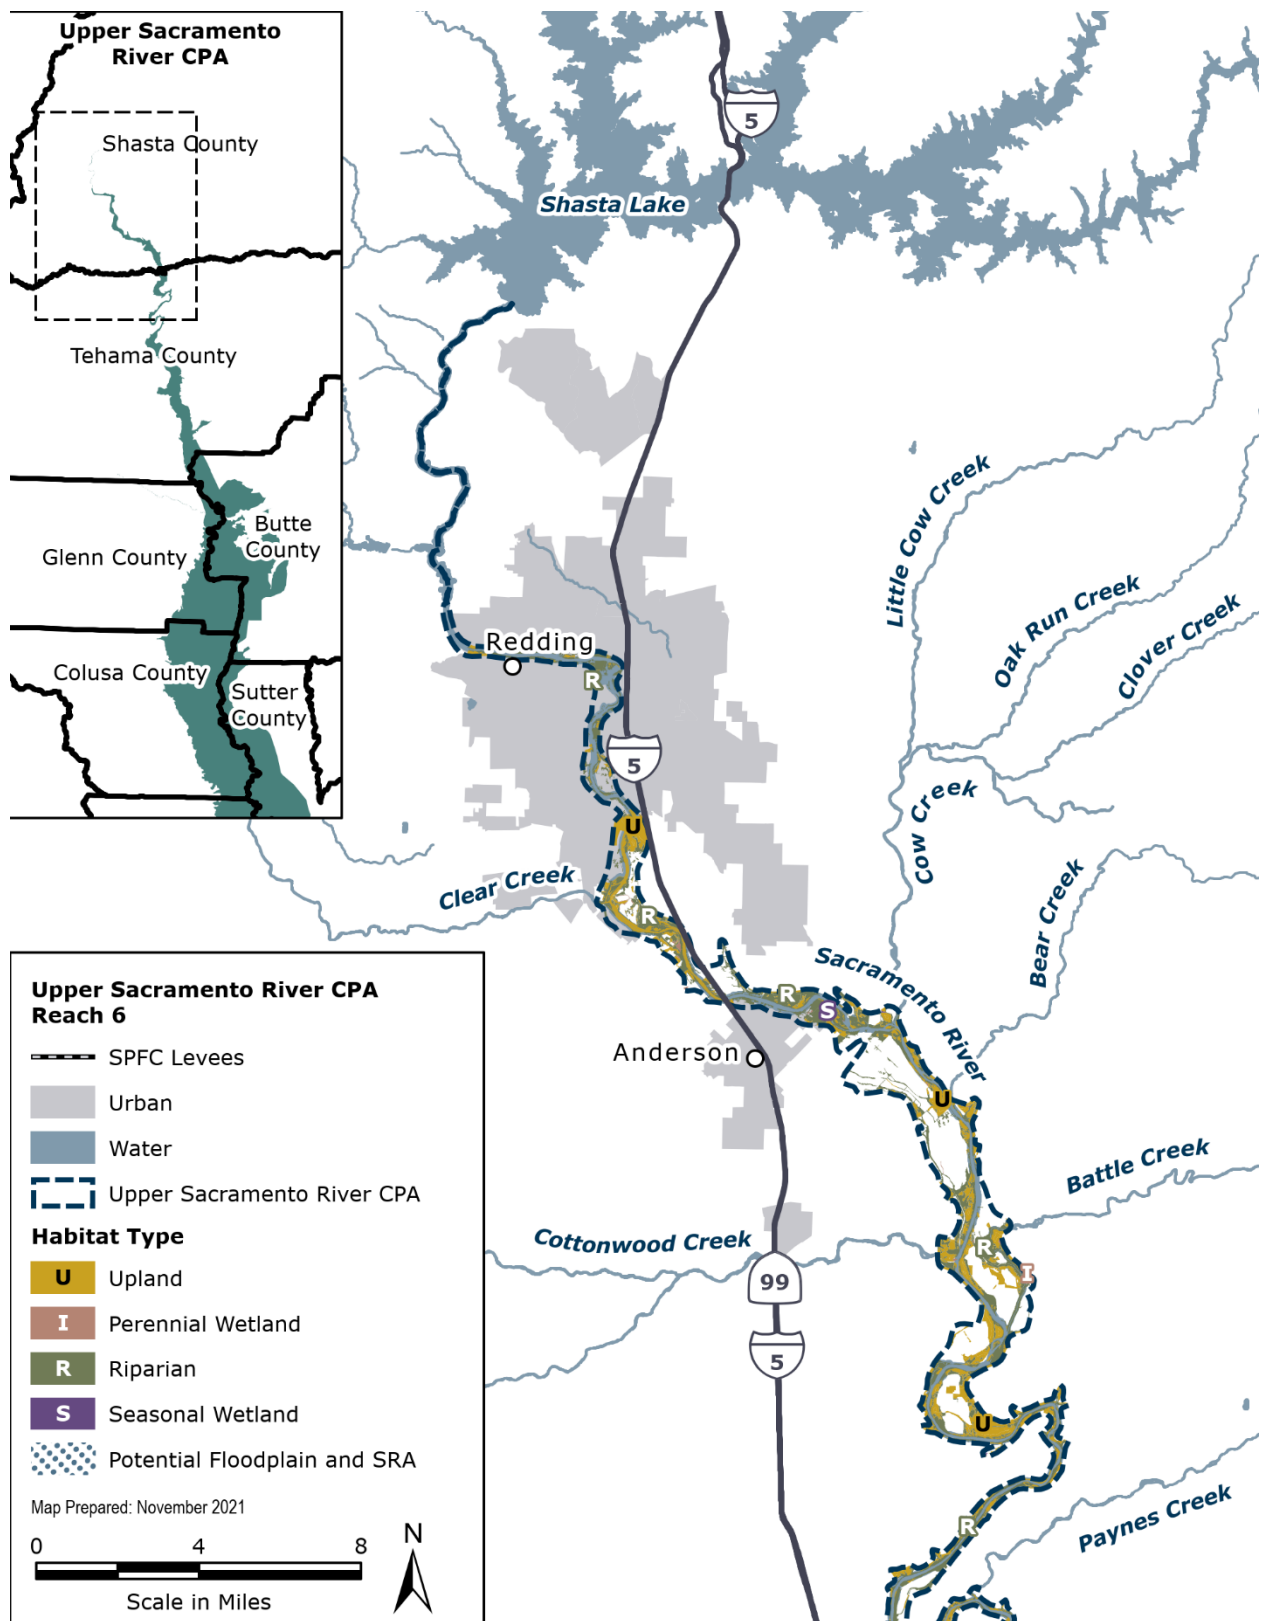 Upper Sacramento
River CPA
Shasta County
Tehama County
Butte
County
Glenn County
Colusa County
Sutter
County
5
Shasta Lake
Little Cow Creek
Oak Run Creek
Clover Creek
Redding
R
5
Cow Creek
U
Clear Creek
R
Bear Creek
Sacramento River
R
S
Anderson
U
Battle Creek
Cottonwood Creek
R
I
99
5
U
Paynes Creek
R
Upper Sacramento River CPA
Reach 6
SPFC Levees
Urban
Water
Upper Sacramento River CPA
Habitat Type
U Upland
I Perennial Wetland
R Riparian
S Seasonal Wetland
Potential Floodplain and SRA
Map Prepared: November 2021
0 4 8
N
Scale in Miles